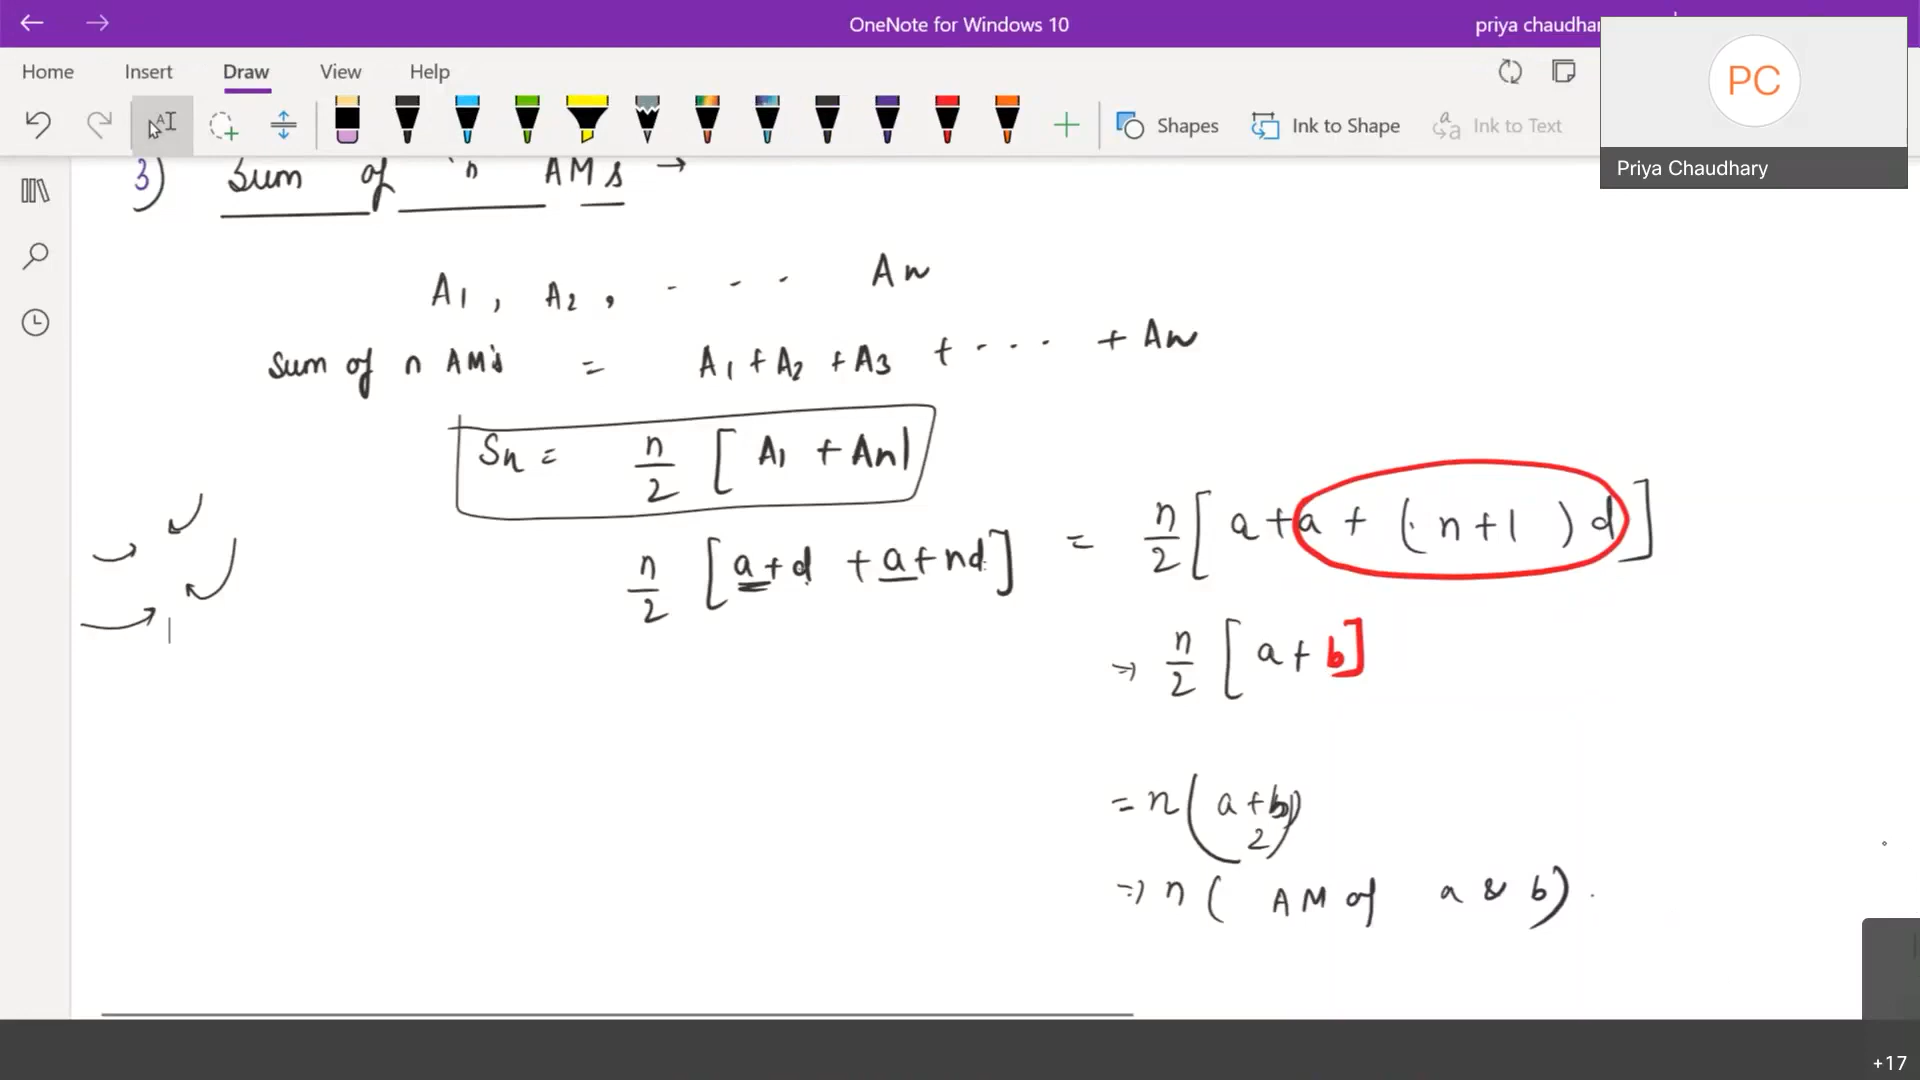 OneNote for Windows 10
priya chaudhar
PC
Priya Chaudhary
Home Insert Draw View Help
Shapes Ink to Shape Ink to Text
3) Sum of 'n AMs →
A1, A2, . . . An
Sum of n AM's = A1 + A2 + A3 + . . . + An
Sn = n/2 [A1 + An]
n/2 [a+d + a+nd] = n/2 [a+a + (n+1)d]
⇒ n/2 [a+b]
= n(a+b/2)
⇒ n( AM of a & b).
+17